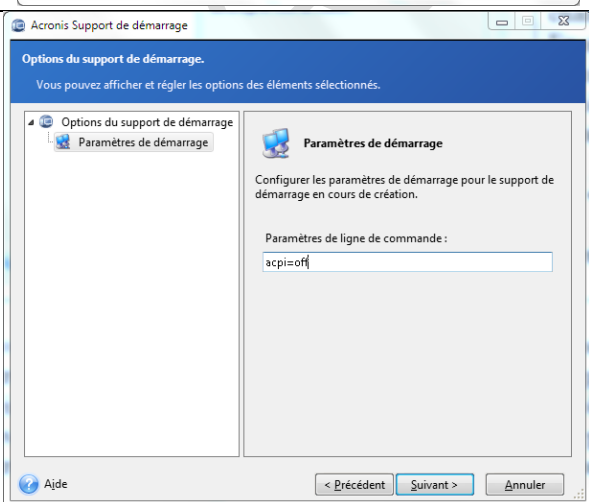 Acronis Support de démarrage
Options du support de démarrage.
Vous pouvez afficher et régler les options des éléments sélectionnés.
Options du support de démarrage
Paramètres de démarrage
Paramètres de démarrage
Configurer les paramètres de démarrage pour le support de
démarrage en cours de création.
Paramètres de ligne de commande :
acpi=off
Aide
< Précédent
Suivant >
Annuler